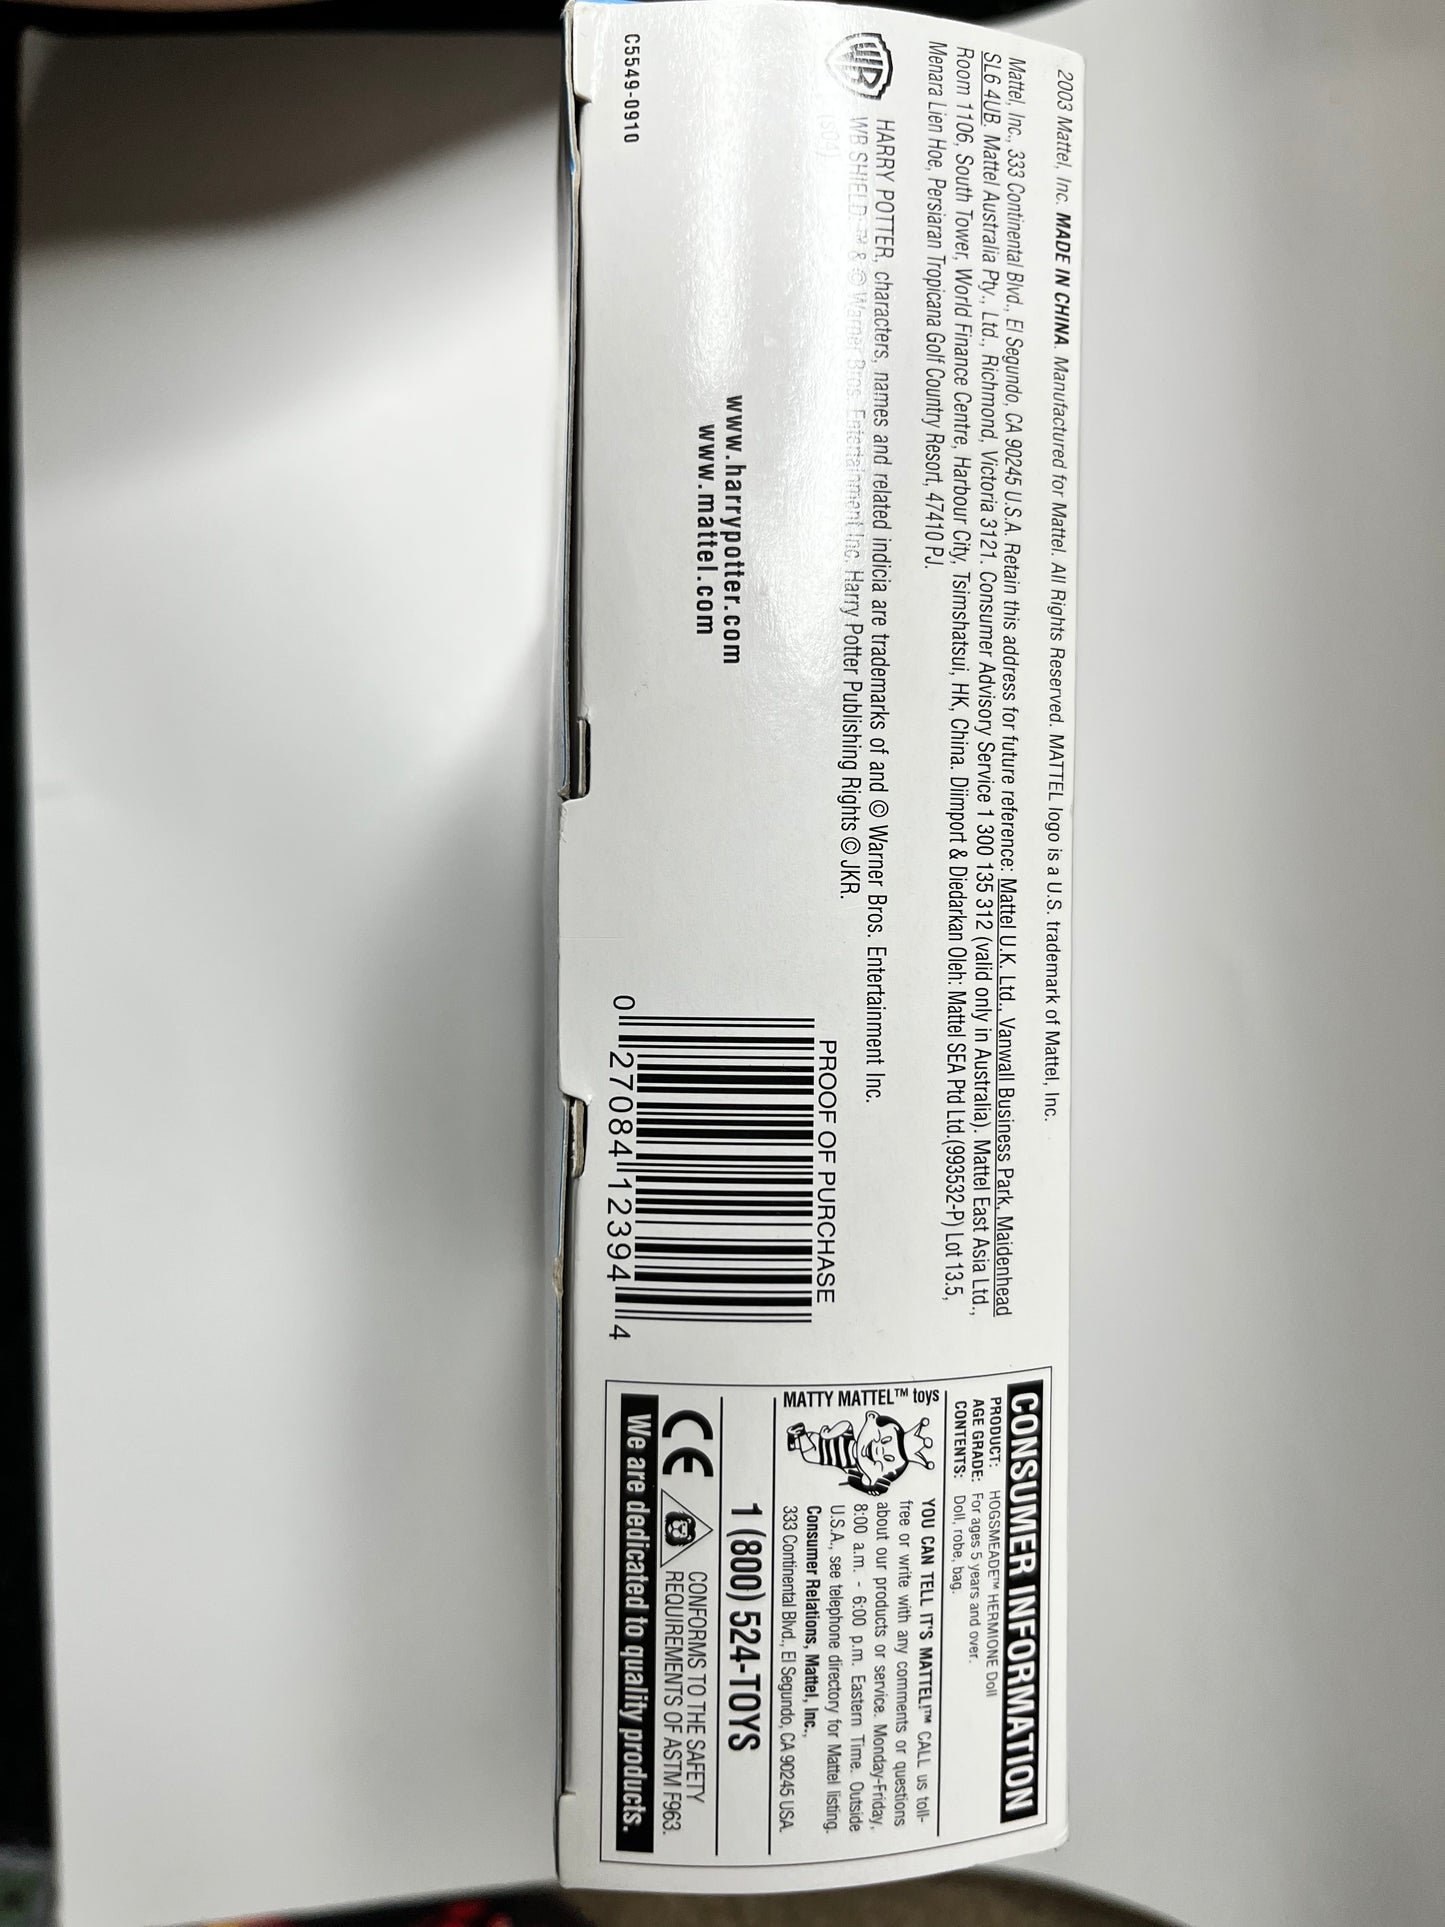 2003 Mattel, Inc. MADE IN CHINA. Manufactured for Mattel. All Rights Reserved. MATTEL logo is a U.S. trademark of Mattel, Inc.
Mattel, Inc., 333 Continental Blvd., El Segundo, CA 90245 U.S.A. Retain this address for future reference: Mattel U.K. Ltd., Vanwall Business Park, Maidenhead
SL6 4UB. Mattel Australia Pty., Ltd., Richmond, Victoria 3121. Consumer Advisory Service 1 300 135 312 (valid only in Australia). Mattel East Asia Ltd.,
Room 1106, South Tower, World Finance Centre, Harbour City, Tsimshatsui, HK, China. Diimport & Diedarkan Oleh: Mattel SEA Ptd Ltd.(993532-P) Lot 13.5,
Menara Lien Hoe, Persiaran Tropicana Golf Country Resort, 47410 PJ.
WB
HARRY POTTER, characters, names and related indicia are trademarks of and © Warner Bros. Entertainment Inc.
WB SHIELD: ™ & © Warner Bros. Entertainment Inc. Harry Potter Publishing Rights © JKR.
(s04)
www.harrypotter.com
www.mattel.com
C5549-0910
PROOF OF PURCHASE
0 27084 12394 4
CONSUMER INFORMATION
PRODUCT: HOGSMEADE™ HERMIONE Doll
AGE GRADE: For ages 5 years and over.
CONTENTS: Doll, robe, bag.
MATTY MATTEL™ toys
YOU CAN TELL IT'S MATTEL!™ CALL us toll-
free or write with any comments or questions
about our products or service. Monday-Friday,
8:00 a.m. - 6:00 p.m. Eastern Time. Outside
U.S.A., see telephone directory for Mattel listing.
Consumer Relations, Mattel, Inc.,
333 Continental Blvd., El Segundo, CA 90245 USA.
1 (800) 524-TOYS
CE
CONFORMS TO THE SAFETY
REQUIREMENTS OF ASTM F963.
We are dedicated to quality products.